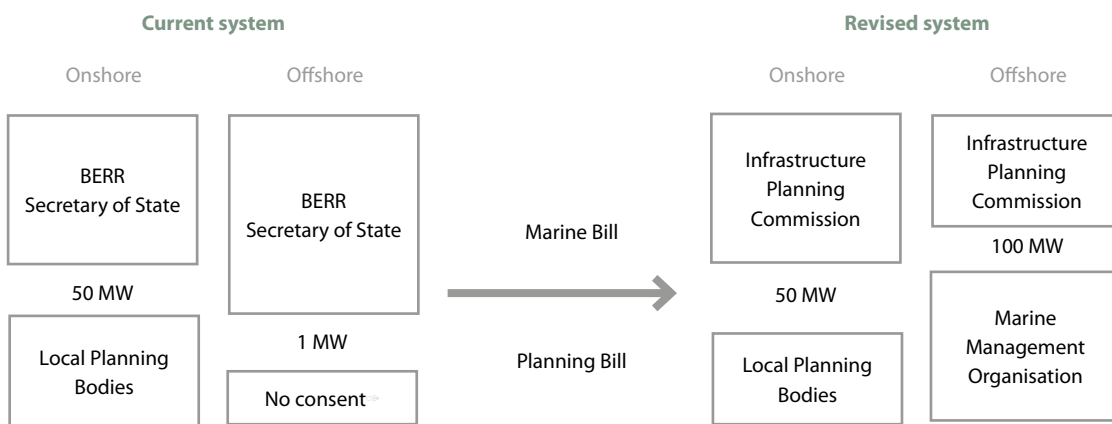 Current system
Revised system
Onshore
Offshore
Onshore
Offshore
BERR
Secretary of State
50 MW
Local Planning
Bodies
BERR
Secretary of State
1 MW
No consent
Marine Bill
Planning Bill
Infrastructure
Planning
Commission
50 MW
Local Planning
Bodies
Infrastructure
Planning
Commission
100 MW
Marine
Management
Organisation